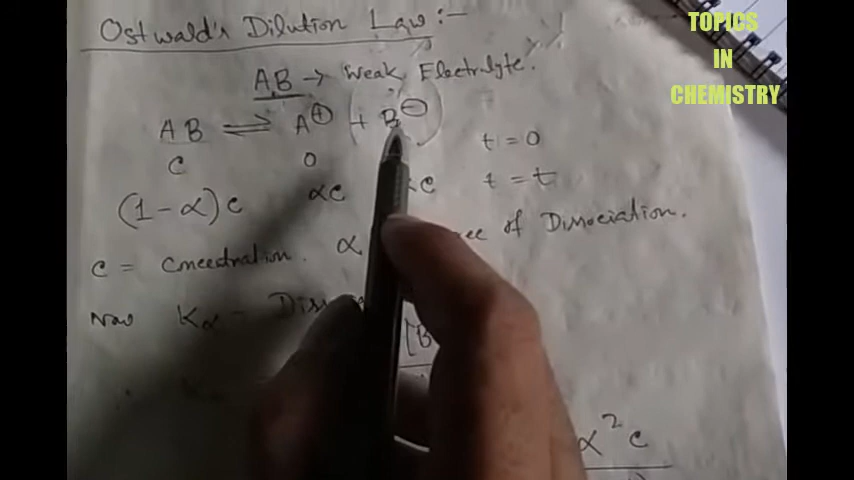 TOPICS
IN
CHEMISTRY
Ostwald's Dilution Law :-
A,B → Weak Electrolyte.
AB ⇌ A⊕ + B⊖
C 0 t = 0
(1-α)c αc c t = t
c = Concentration. α of Dissociation.
Now Kα - Diss
[B
α²c